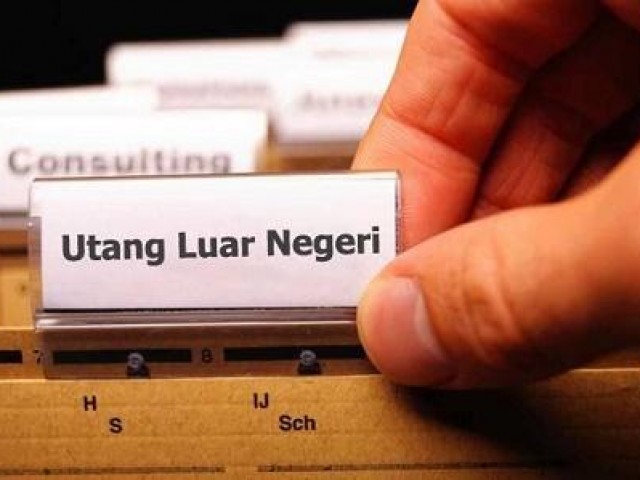 Consulting
Utang Luar Negeri
7 8
H IJ
S Sch